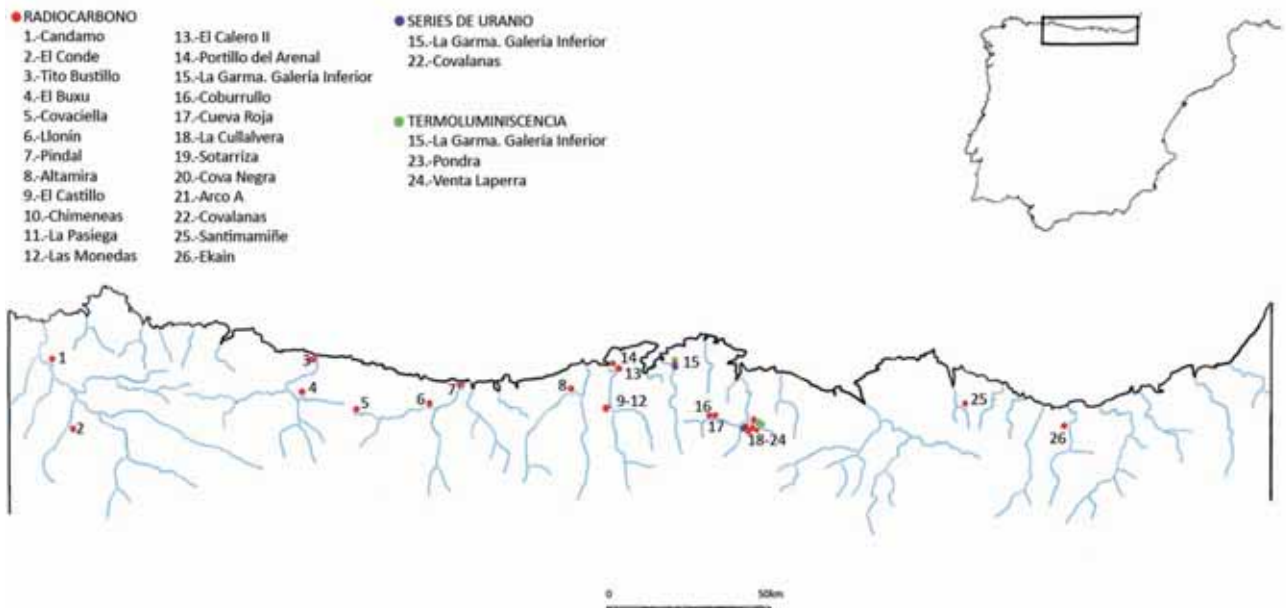 RADIOCARBONO
1.-Candamo
2.-El Conde
3.-Tito Bustillo
4.-El Buxu
5.-Covaciella
6.-Llonín
7.-Pindal
8.-Altamira
9.-El Castillo
10.-Chimeneas
11.-La Pasiega
12.-Las Monedas
13.-El Calero II
14.-Portillo del Arenal
15.-La Garma. Galería Inferior
16.-Coburrullo
17.-Cueva Roja
18.-La Cullalvera
19.-Sotarriza
20.-Cova Negra
21.-Arco A
22.-Covalanas
25.-Santimamiñe
26.-Ekain
SERIES DE URANIO
15.-La Garma. Galería Inferior
22.-Covalanas
TERMOLUMINISCENCIA
15.-La Garma. Galería Inferior
23.-Pondra
24.-Venta Laperra
1
2
3
4
5
6
7
8
9-12
14
13
15
16
17
18-24
25
26
0 50km